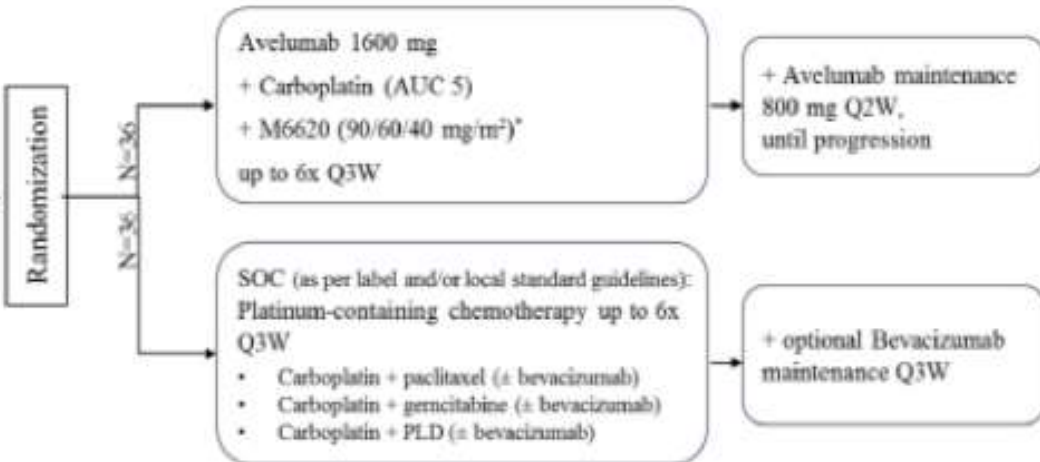 Randomization
N=36
N=36
Avelumab 1600 mg
+ Carboplatin (AUC 5)
+ M6620 (90/60/40 mg/m²)*
up to 6x Q3W
+ Avelumab maintenance
800 mg Q2W,
until progression
SOC (as per label and/or local standard guidelines):
Platinum-containing chemotherapy up to 6x
Q3W
• Carboplatin + paclitaxel (± bevacizumab)
• Carboplatin + gemcitabine (± bevacizumab)
• Carboplatin + PLD (± bevacizumab)
+ optional Bevacizumab
maintenance Q3W